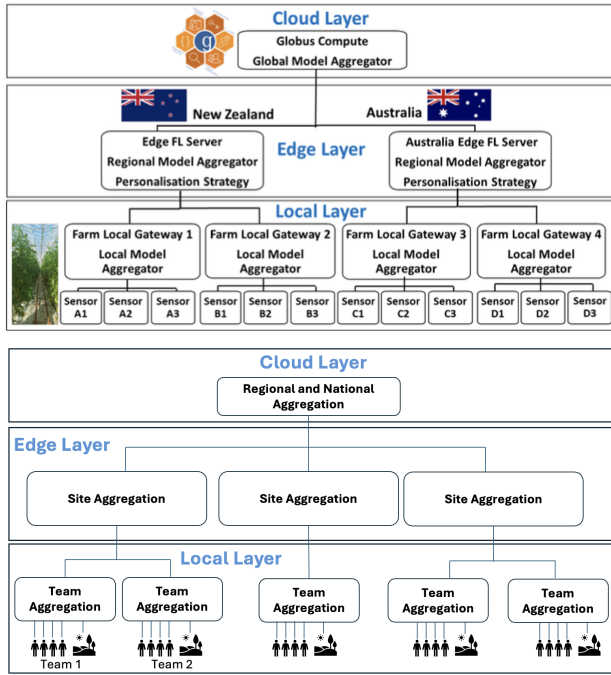 Cloud Layer
Globus Compute
Global Model Aggregator
g
New Zealand
Australia
Edge FL Server
Regional Model Aggregator
Personalisation Strategy
Edge Layer
Australia Edge FL Server
Regional Model Aggregator
Personalisation Strategy
Local Layer
Farm Local Gateway 1
Local Model
Aggregator
Farm Local Gateway 2
Local Model
Aggregator
Farm Local Gateway 3
Local Model
Aggregator
Farm Local Gateway 4
Local Model
Aggregator
Sensor
A1
Sensor
A2
Sensor
A3
Sensor
B1
Sensor
B2
Sensor
B3
Sensor
C1
Sensor
C2
Sensor
C3
Sensor
D1
Sensor
D2
Sensor
D3
Cloud Layer
Regional and National
Aggregation
Edge Layer
Site Aggregation
Site Aggregation
Site Aggregation
Local Layer
Team
Aggregation
Team
Aggregation
Team
Aggregation
Team
Aggregation
Team
Aggregation
Team 1
Team 2